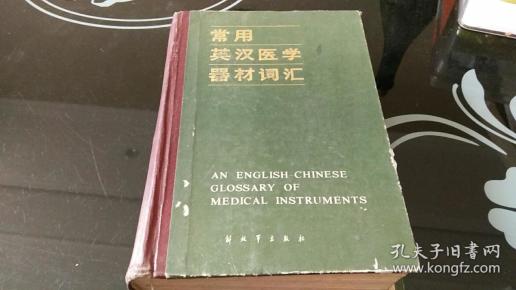 常用
英汉医学
器材词汇
AN ENGLISH-CHINESE
GLOSSARY OF
MEDICAL INSTRUMENTS
解放军出版社
孔夫子旧书网
www.kongfz.com